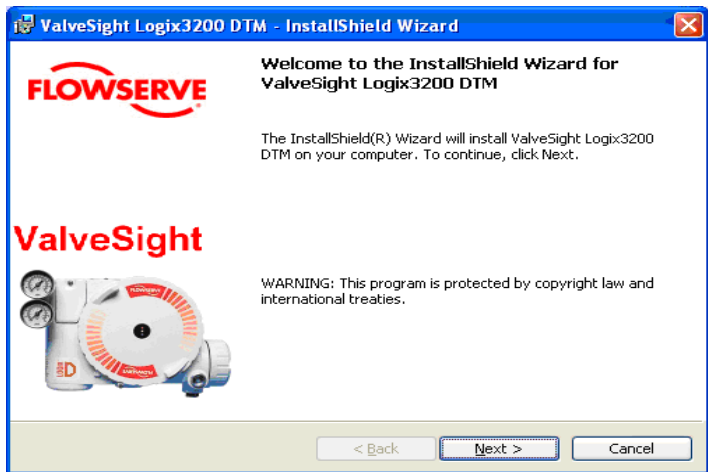 ValveSight Logix3200 DTM - InstallShield Wizard
FLOWSERVE
Welcome to the InstallShield Wizard for
ValveSight Logix3200 DTM
The InstallShield(R) Wizard will install ValveSight Logix3200
DTM on your computer. To continue, click Next.
ValveSight
WARNING: This program is protected by copyright law and
international treaties.
FLOWSERVE
< Back
Next >
Cancel